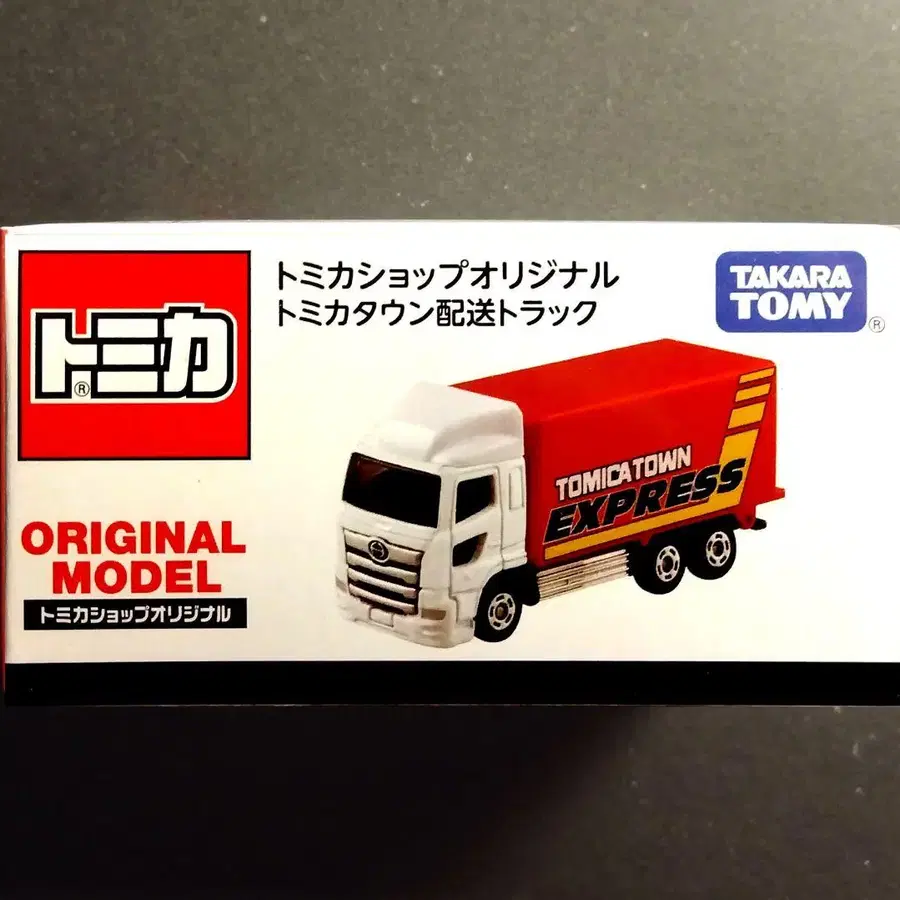 トミカショップオリジナル
トミカタウン配送トラック
TAKARA
TOMY
®
トミカ
®
TOMICATOWN
EXPRESS
ORIGINAL
MODEL
トミカショップオリジナル